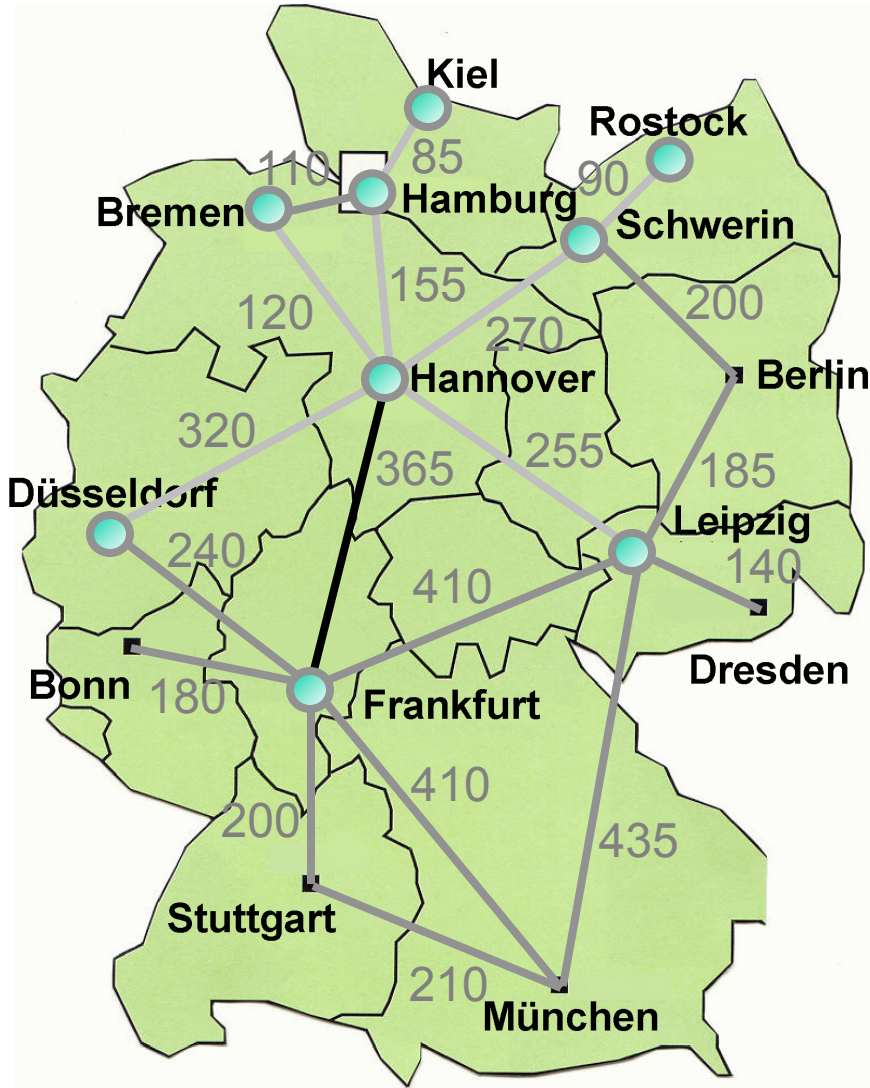 Kiel
Rostock
110
85
90
Bremen
Hamburg
Schwerin
155
200
120
270
Hannover
Berlin
320
365
255
185
Düsseldorf
Leipzig
240
410
140
Bonn
180
Frankfurt
Dresden
200
410
435
Stuttgart
210
München